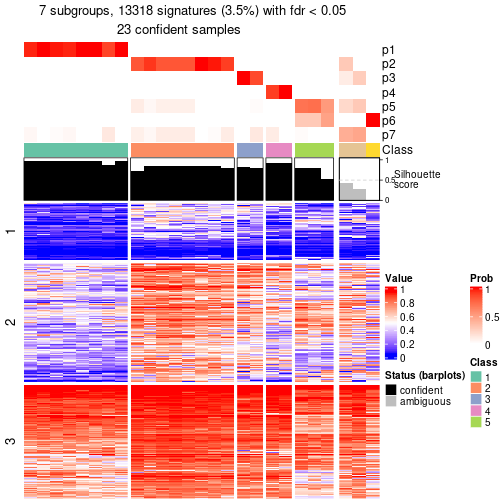 7 subgroups, 13318 signatures (3.5%) with fdr < 0.05
23 confident samples
p1
p2
p3
p4
p5
p6
p7
Class
1
0.5
0
Silhouette
score
1
2
3
Value
1
0.8
0.6
0.4
0.2
0
Prob
1
0.5
0
Status (barplots)
confident
ambiguous
Class
1
2
3
4
5